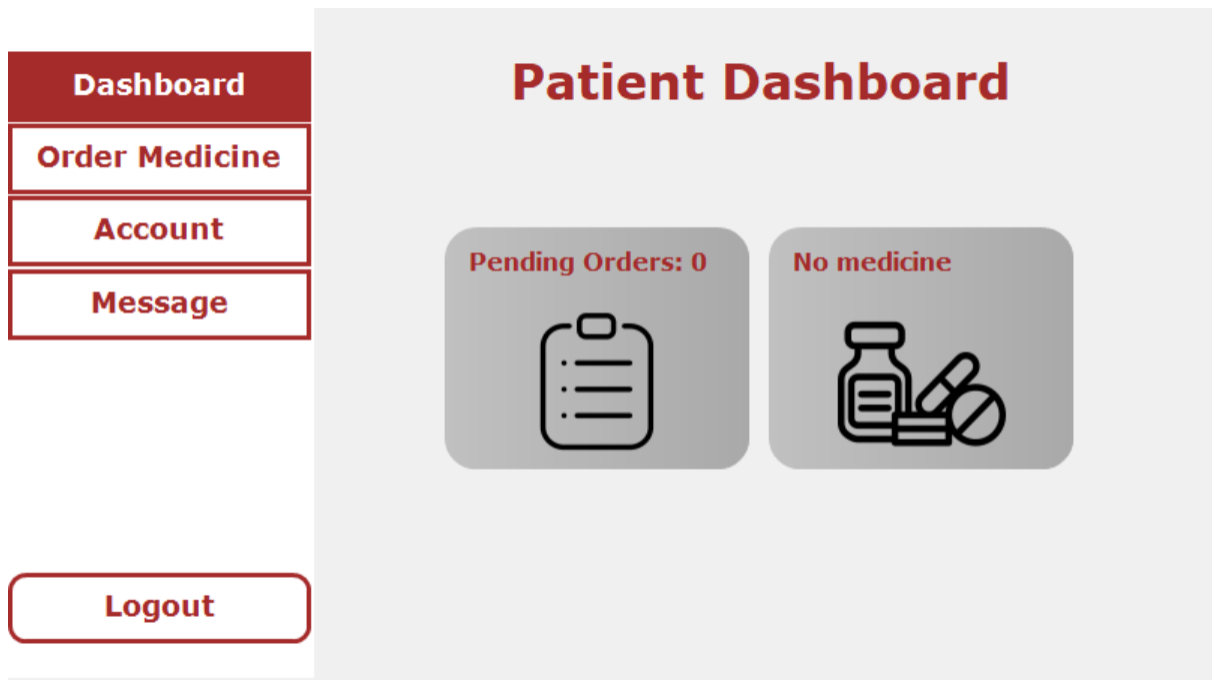 Dashboard
Order Medicine
Account
Message
Logout
Patient Dashboard
Pending Orders: 0
No medicine